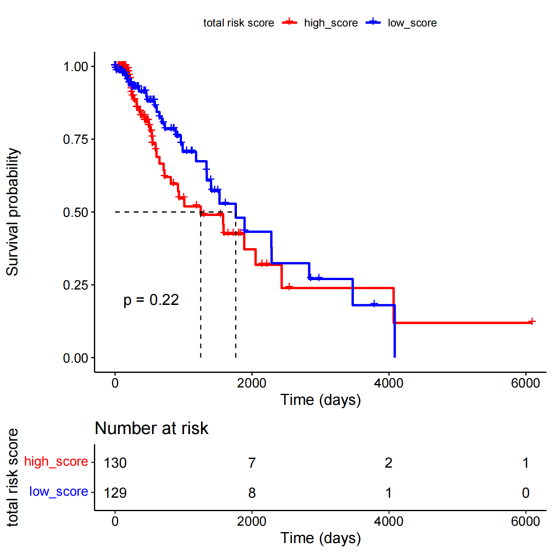 total risk score high_score low_score
Survival probability
1.00
0.75
0.50
0.25
0.00
p = 0.22
0 2000 4000 6000
Time (days)
Number at risk
total risk score
high_score 130 7 2 1
low_score 129 8 1 0
0 2000 4000 6000
Time (days)